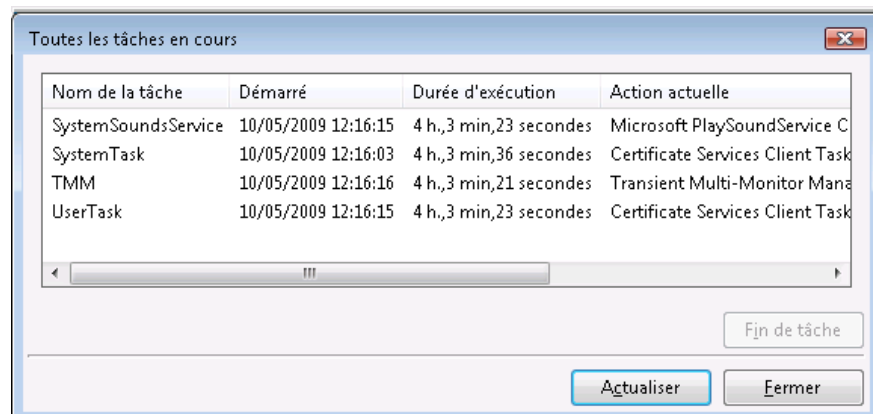 Toutes les tâches en cours
Nom de la tâche Démarré Durée d'exécution Action actuelle
SystemSoundsService 10/05/2009 12:16:15 4 h.,3 min,23 secondes Microsoft PlaySoundService C
SystemTask 10/05/2009 12:16:03 4 h.,3 min,36 secondes Certificate Services Client Task
TMM 10/05/2009 12:16:16 4 h.,3 min,21 secondes Transient Multi-Monitor Mana
UserTask 10/05/2009 12:16:15 4 h.,3 min,23 secondes Certificate Services Client Task
Fin de tâche
Actualiser Fermer